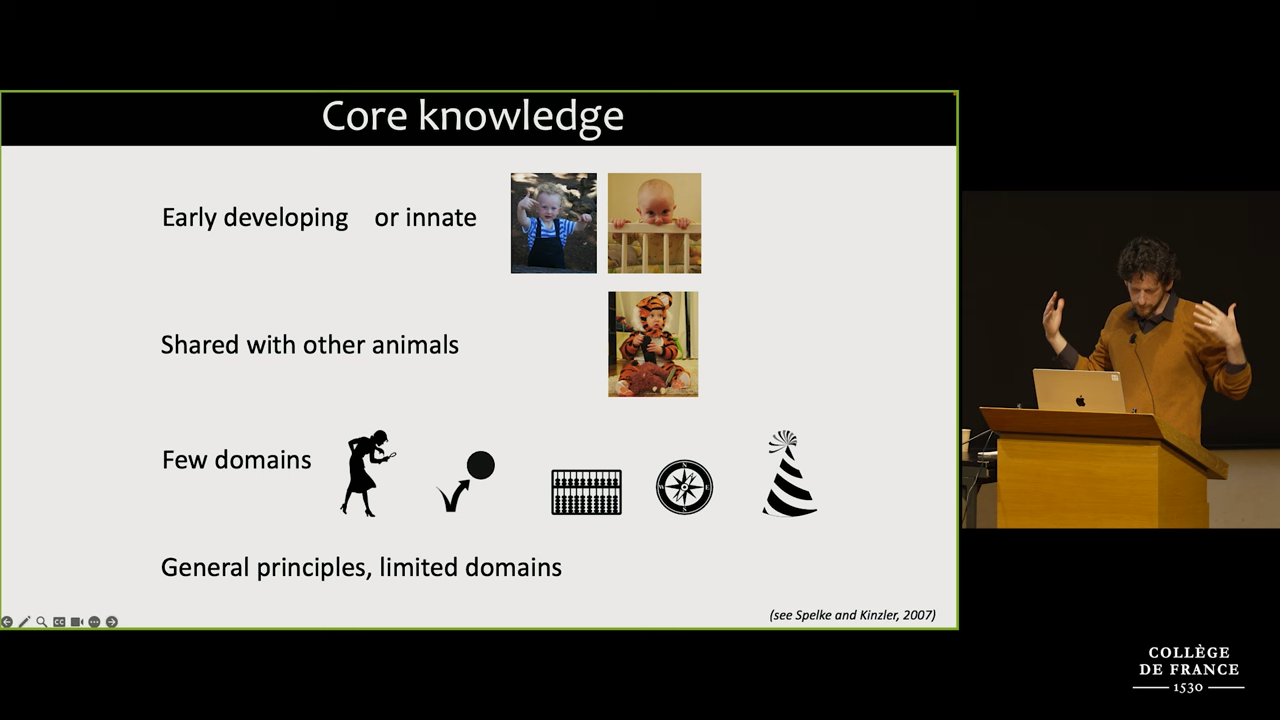 Core knowledge
Early developing or innate
Shared with other animals
Few domains
General principles, limited domains
(see Spelke and Kinzler, 2007)
COLLÈGE
DE FRANCE
1530